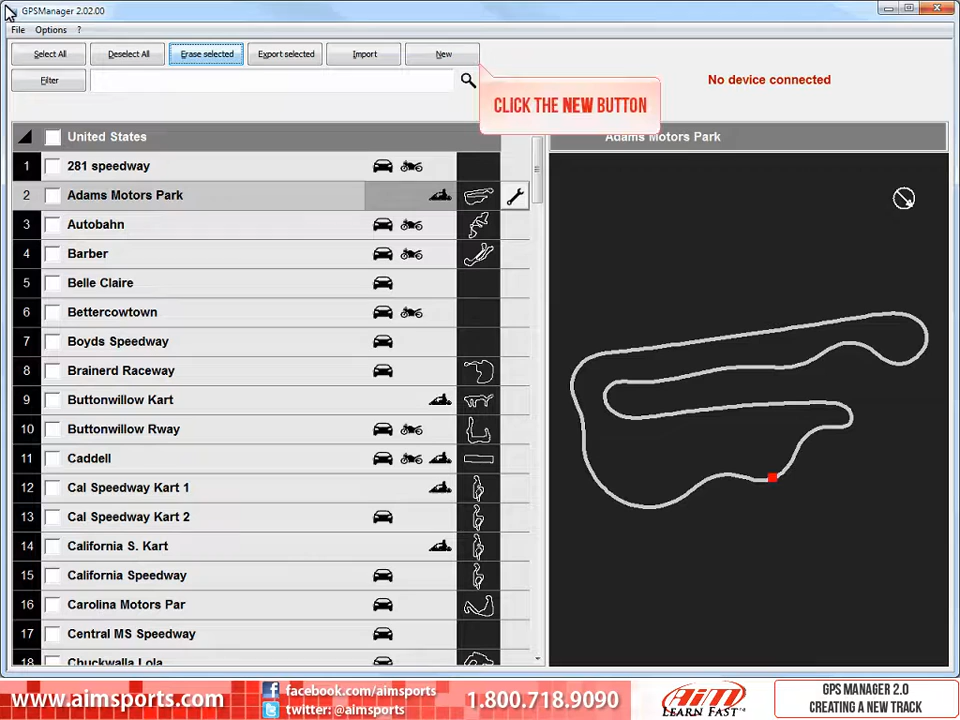 GPSManager 2.02.00
File Options ?
Select All Deselect All Erase selected Export selected Import New
Filter
CLICK THE NEW BUTTON
No device connected
United States
Adams Motors Park
1 281 speedway
2 Adams Motors Park
3 Autobahn
4 Barber
5 Belle Claire
6 Bettercowtown
7 Boyds Speedway
8 Brainerd Raceway
9 Buttonwillow Kart
10 Buttonwillow Rway
11 Caddell
12 Cal Speedway Kart 1
13 Cal Speedway Kart 2
14 California S. Kart
15 California Speedway
16 Carolina Motors Par
17 Central MS Speedway
18 Chuckwalla Lola
www.aimsports.com
facebook.com/aimsports
twitter: @aimsports
1.800.718.9090
AiM
LEARN FAST™
GPS MANAGER 2.0
CREATING A NEW TRACK